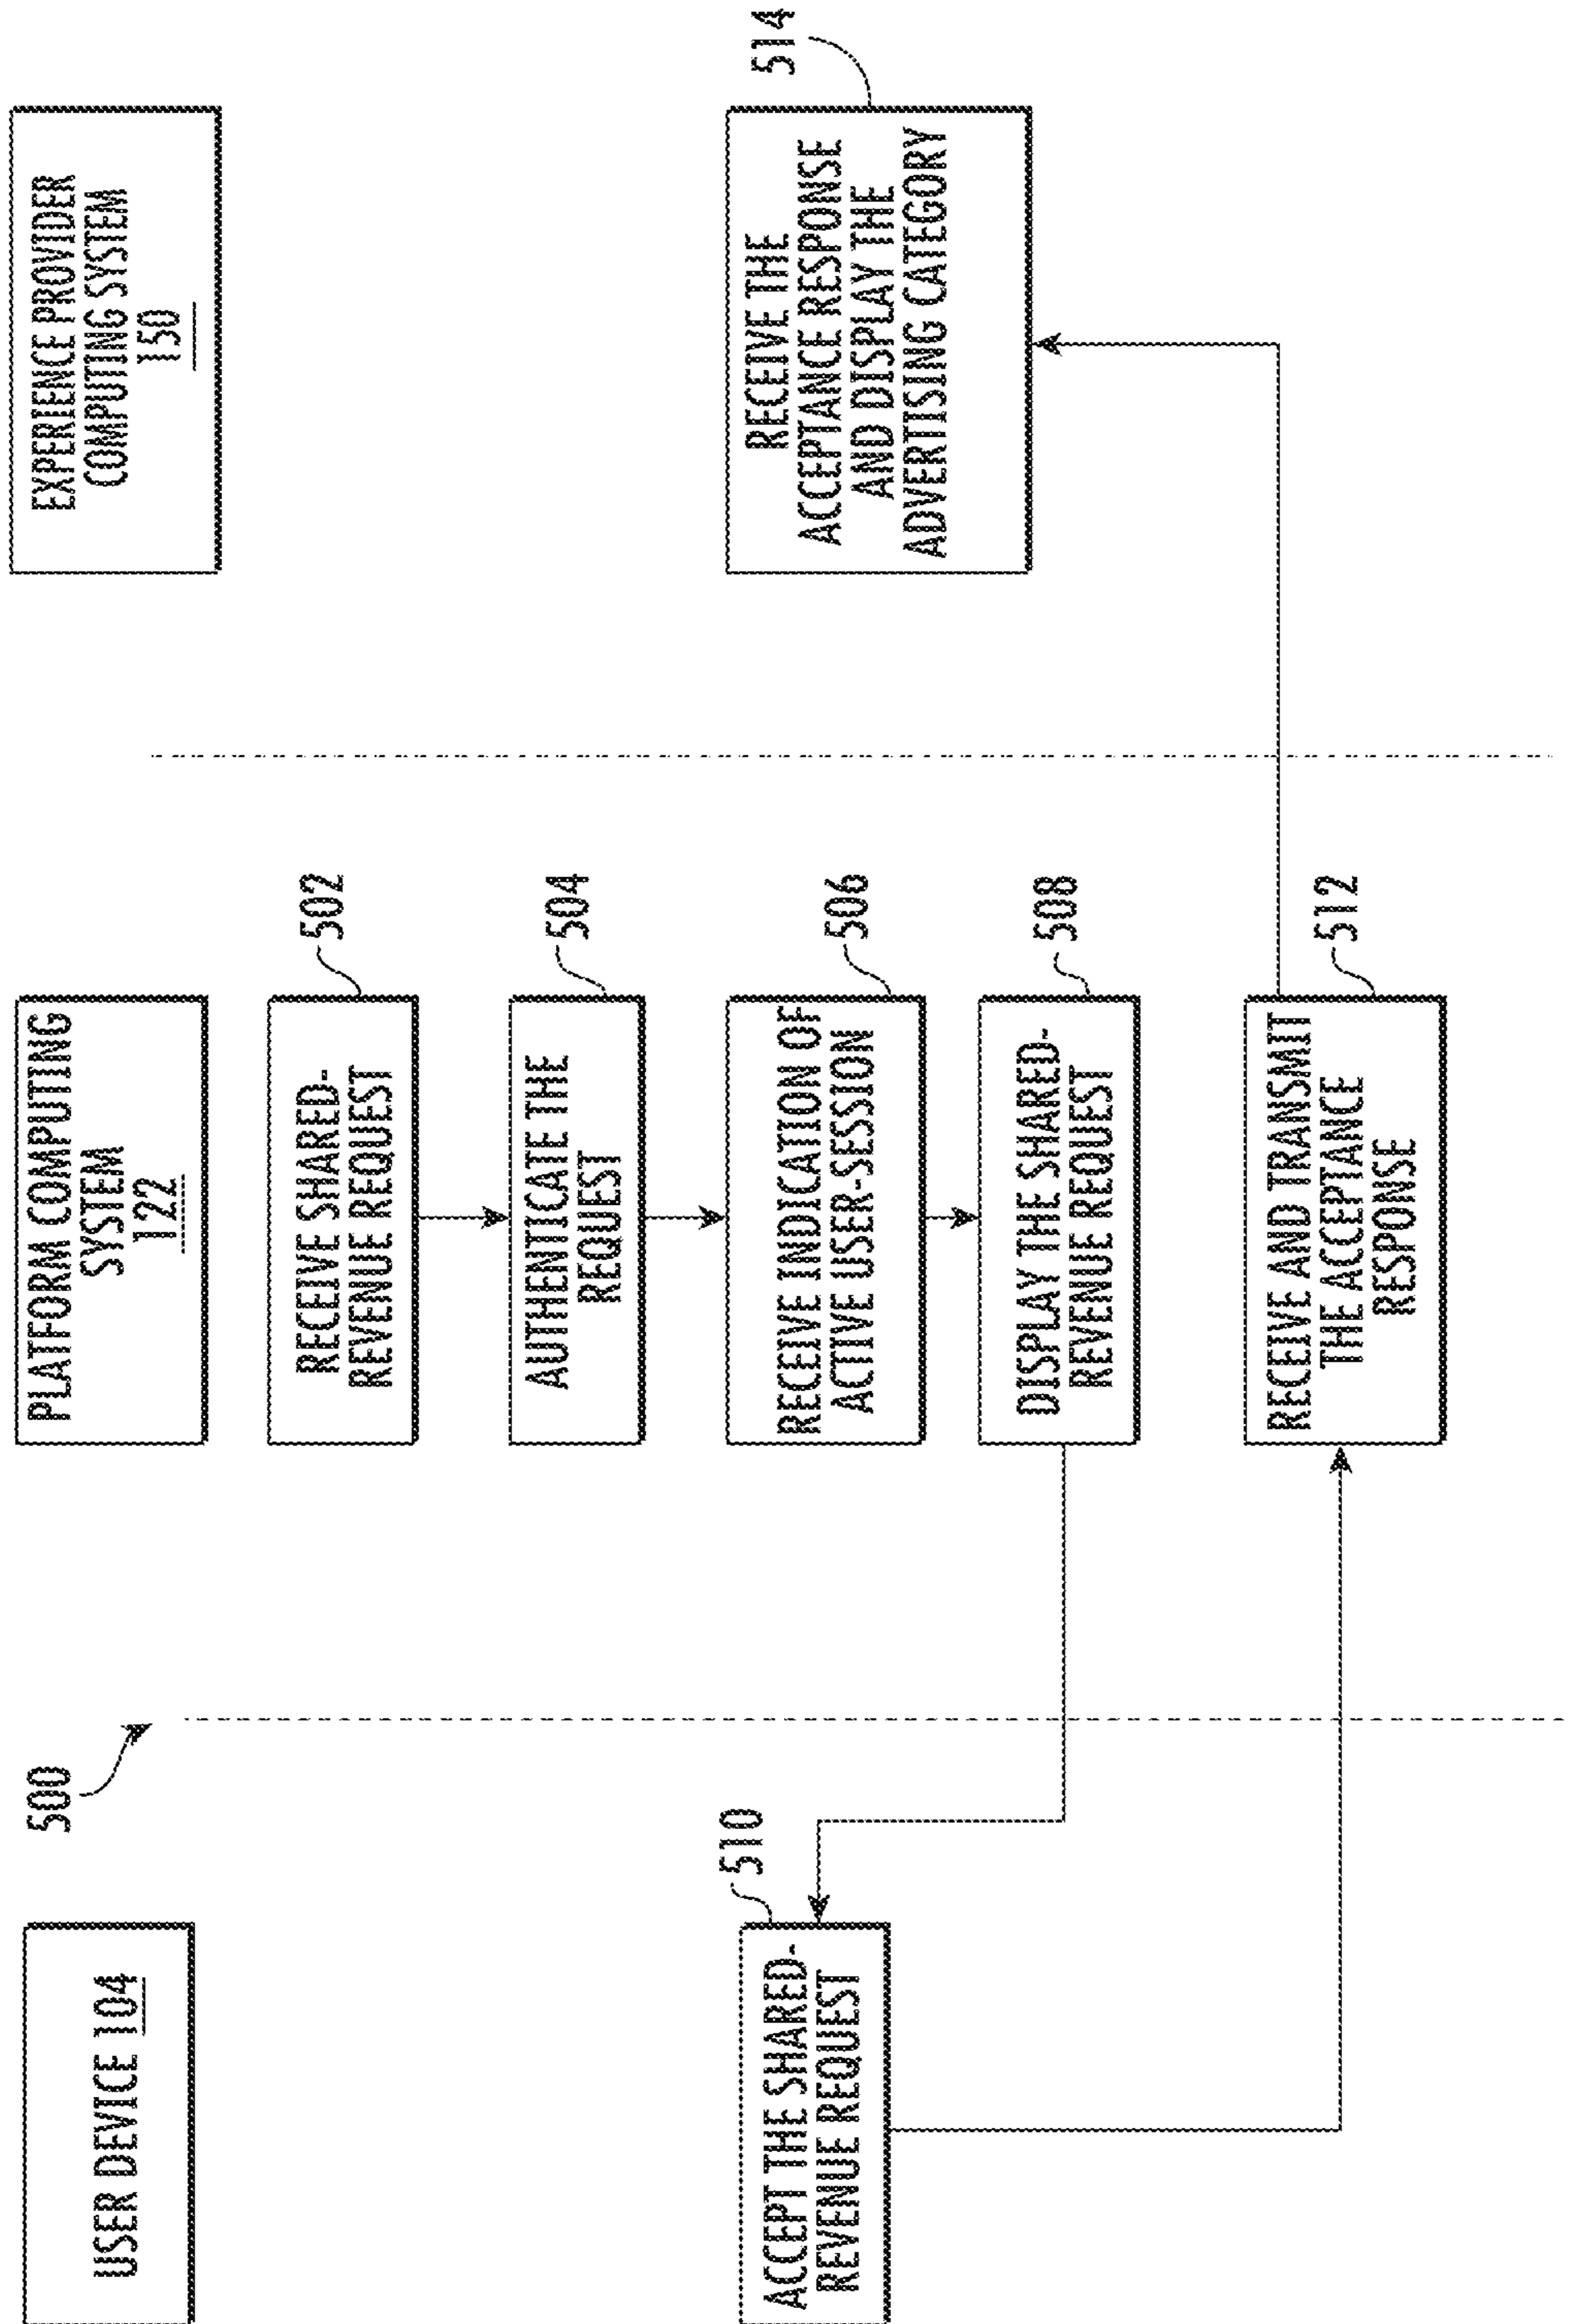 500
USER DEVICE 104
PLATFORM COMPUTING
SYSTEM
122
EXPERIENCE PROVIDER
COMPUTING SYSTEM
150
RECEIVE SHARED-
REVENUE REQUEST
502
AUTHENTICATE THE
REQUEST
504
RECEIVE INDICATION OF
ACTIVE USER-SESSION
506
DISPLAY THE SHARED-
REVENUE REQUEST
508
510
ACCEPT THE SHARED-
REVENUE REQUEST
RECEIVE AND TRANSMIT
THE ACCEPTANCE
RESPONSE
512
514
RECEIVE THE
ACCEPTANCE RESPONSE
AND DISPLAY THE
ADVERTISING CATEGORY